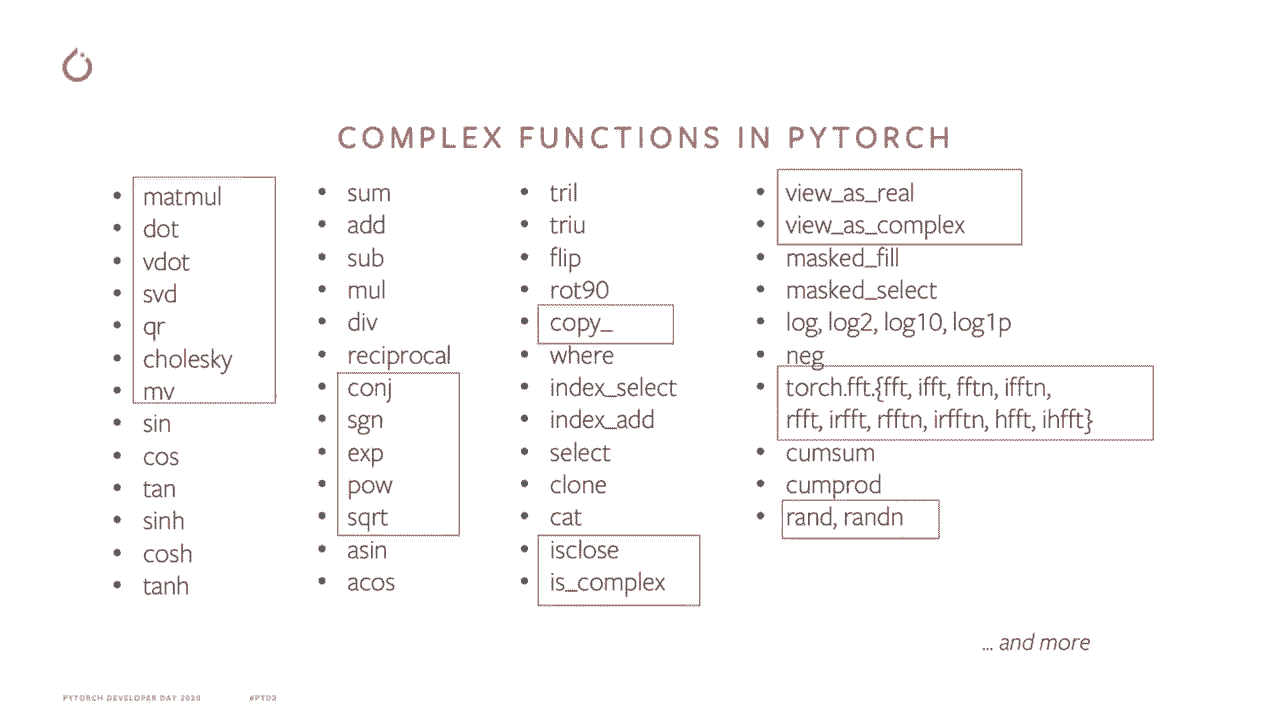 COMPLEX FUNCTIONS IN PYTORCH
• matmul
• dot
• vdot
• svd
• qr
• cholesky
• mv
• sin
• cos
• tan
• sinh
• cosh
• tanh
• sum
• add
• sub
• mul
• div
• reciprocal
• conj
• sgn
• exp
• pow
• sqrt
• asin
• acos
• tril
• triu
• flip
• rot90
• copy_
• where
• index_select
• index_add
• select
• clone
• cat
• isclose
• is_complex
• view_as_real
• view_as_complex
• masked_fill
• masked_select
• log, log2, log10, log1p
• neg
• torch.fft.{fft, ifft, fftn, ifftn,
rfft, irfft, rfftn, irfftn, hfft, ihfft}
• cumsum
• cumprod
• rand, randn
... and more
PYTORCH DEVELOPER DAY 2020 #PTD2